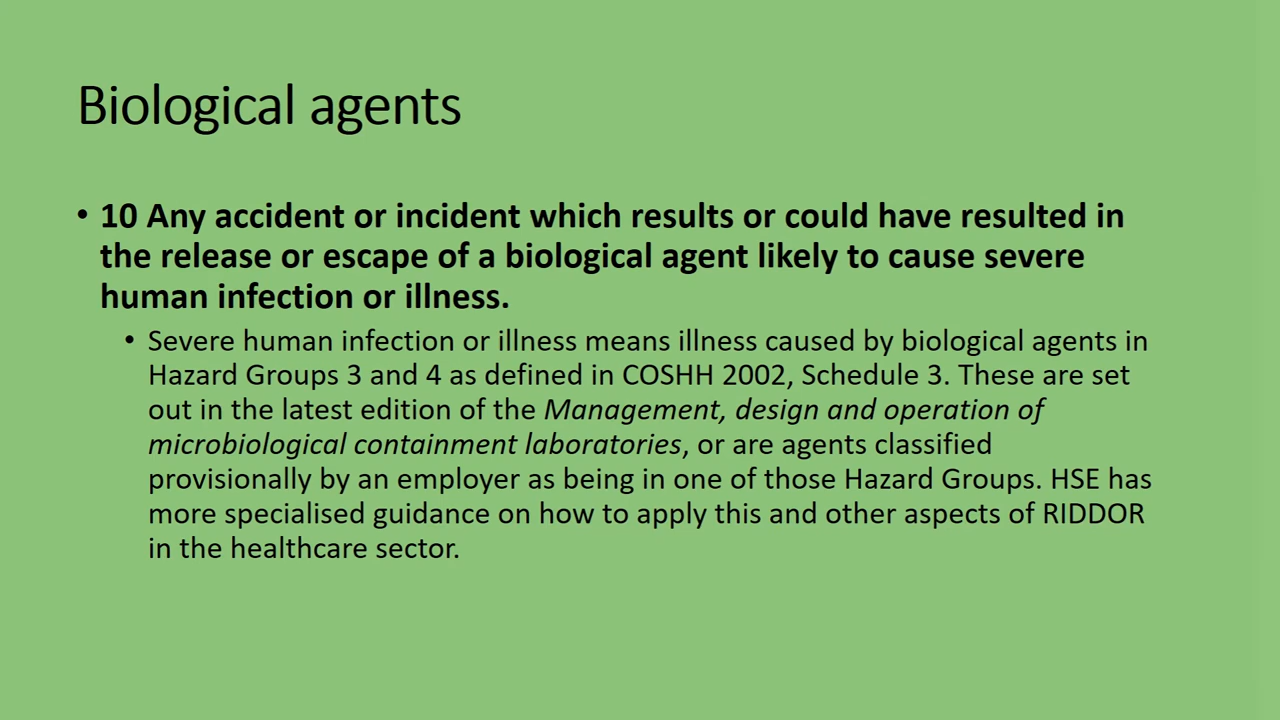 Biological agents
• 10 Any accident or incident which results or could have resulted in
the release or escape of a biological agent likely to cause severe
human infection or illness.
• Severe human infection or illness means illness caused by biological agents in
Hazard Groups 3 and 4 as defined in COSHH 2002, Schedule 3. These are set
out in the latest edition of the Management, design and operation of
microbiological containment laboratories, or are agents classified
provisionally by an employer as being in one of those Hazard Groups. HSE has
more specialised guidance on how to apply this and other aspects of RIDDOR
in the healthcare sector.